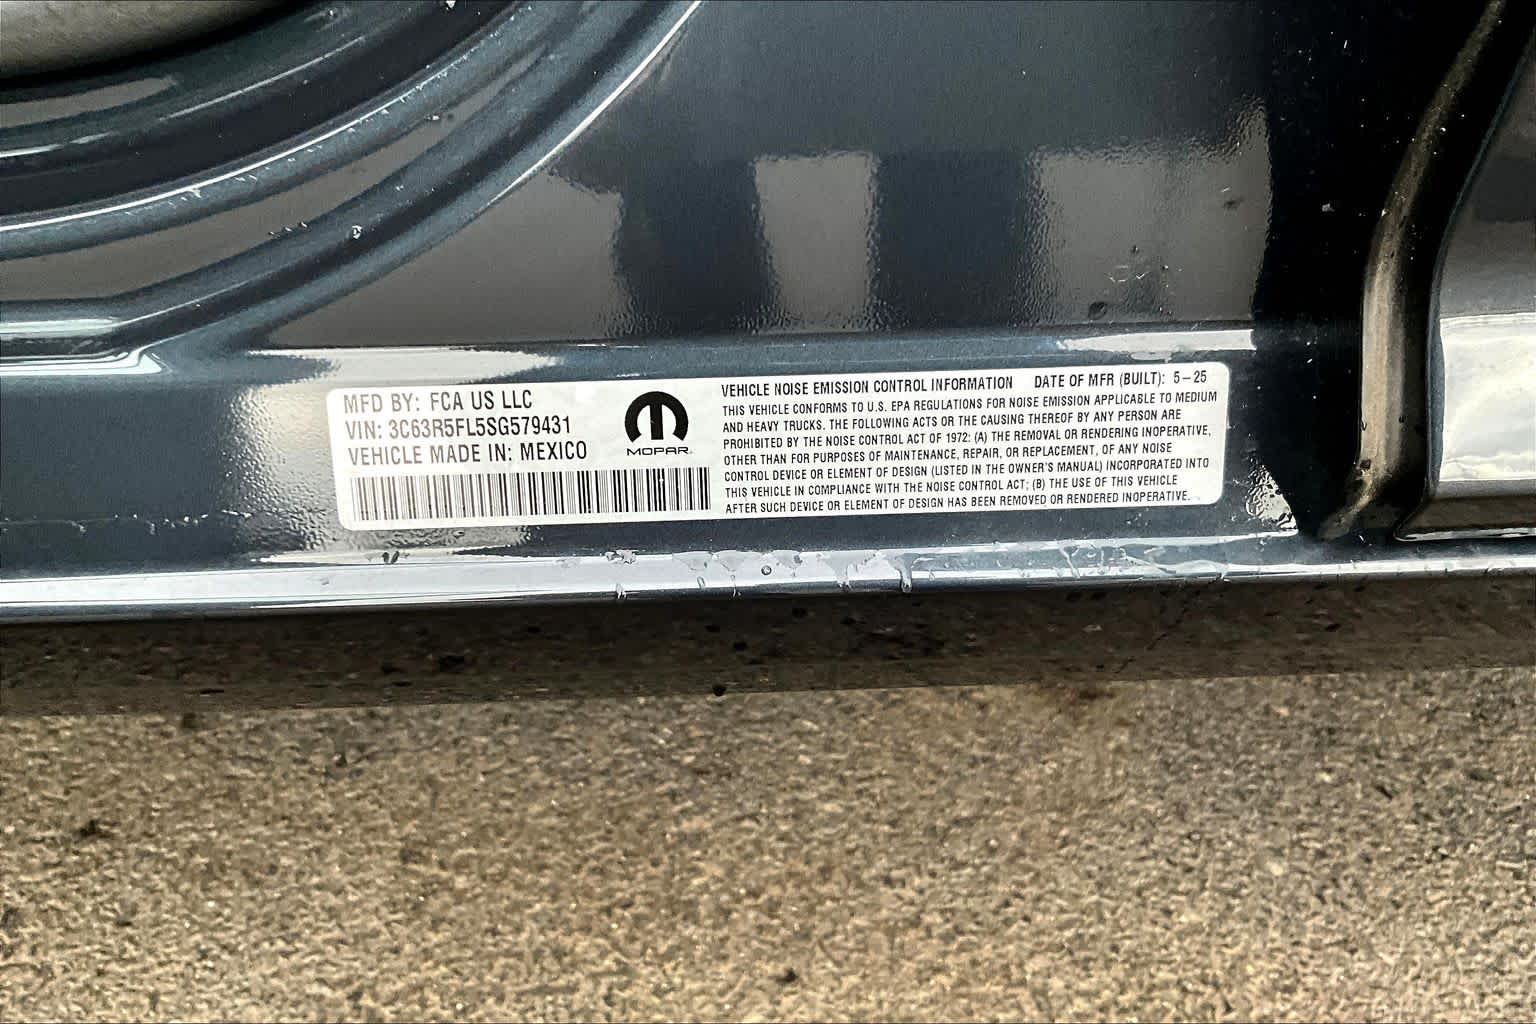 MFD BY: FCA US LLC
VIN: 3C63R5FL5SG579431
VEHICLE MADE IN: MEXICO
MOPAR
VEHICLE NOISE EMISSION CONTROL INFORMATION DATE OF MFR (BUILT): 5-25
THIS VEHICLE CONFORMS TO U.S. EPA REGULATIONS FOR NOISE EMISSION APPLICABLE TO MEDIUM
AND HEAVY TRUCKS. THE FOLLOWING ACTS OR THE CAUSING THEREOF BY ANY PERSON ARE
PROHIBITED BY THE NOISE CONTROL ACT OF 1972: (A) THE REMOVAL OR RENDERING INOPERATIVE,
OTHER THAN FOR PURPOSES OF MAINTENANCE, REPAIR, OR REPLACEMENT, OF ANY NOISE
CONTROL DEVICE OR ELEMENT OF DESIGN (LISTED IN THE OWNER'S MANUAL) INCORPORATED INTO
THIS VEHICLE IN COMPLIANCE WITH THE NOISE CONTROL ACT; (B) THE USE OF THIS VEHICLE
AFTER SUCH DEVICE OR ELEMENT OF DESIGN HAS BEEN REMOVED OR RENDERED INOPERATIVE.